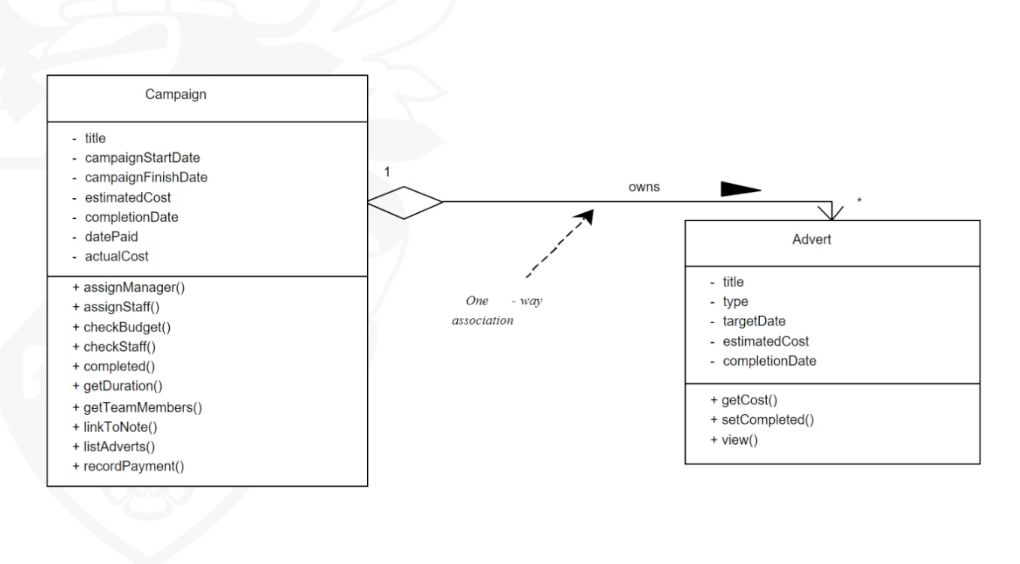 Campaign
- title
- campaignStartDate
- campaignFinishDate
- estimatedCost
- completionDate
- datePaid
- actualCost
+ assignManager()
+ assignStaff()
+ checkBudget()
+ checkStaff()
+ completed()
+ getDuration()
+ getTeamMembers()
+ linkToNote()
+ listAdverts()
+ recordPayment()
1
owns
*
One - way
association
Advert
- title
- type
- targetDate
- estimatedCost
- completionDate
+ getCost()
+ setCompleted()
+ view()